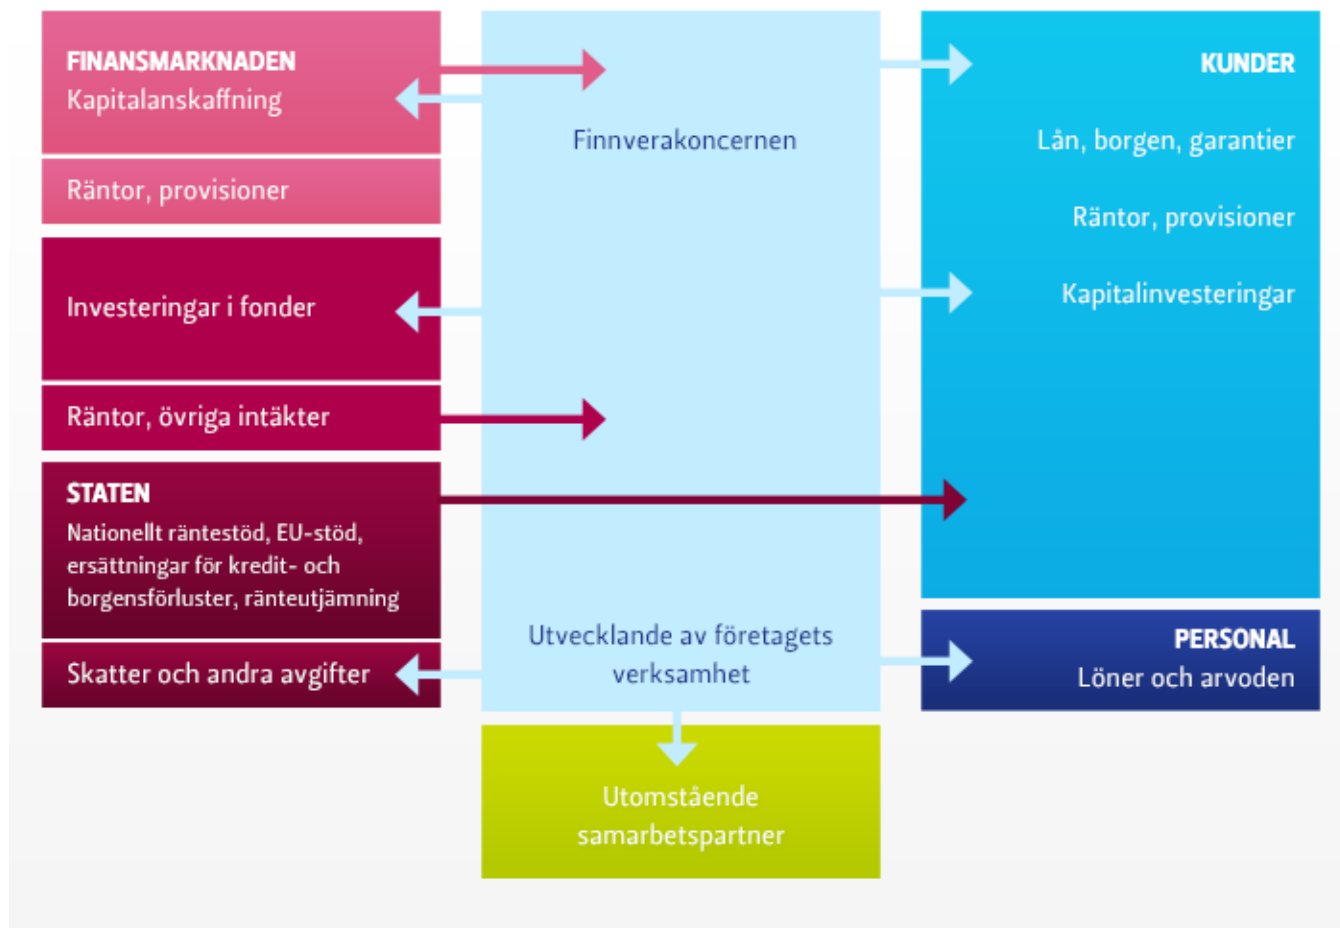 FINANSMARKNADEN
Kapitalanskaffning
Räntor, provisioner
Investeringar i fonder
Räntor, övriga intäkter
STATEN
Nationellt räntestöd, EU-stöd,
ersättningar för kredit- och
borgensförluster, ränteutjämning
Skatter och andra avgifter
Finnverakoncernen
Utvecklande av företagets
verksamhet
Utomstående
samarbetspartner
KUNDER
Lån, borgen, garantier
Räntor, provisioner
Kapitalinvesteringar
PERSONAL
Löner och arvoden